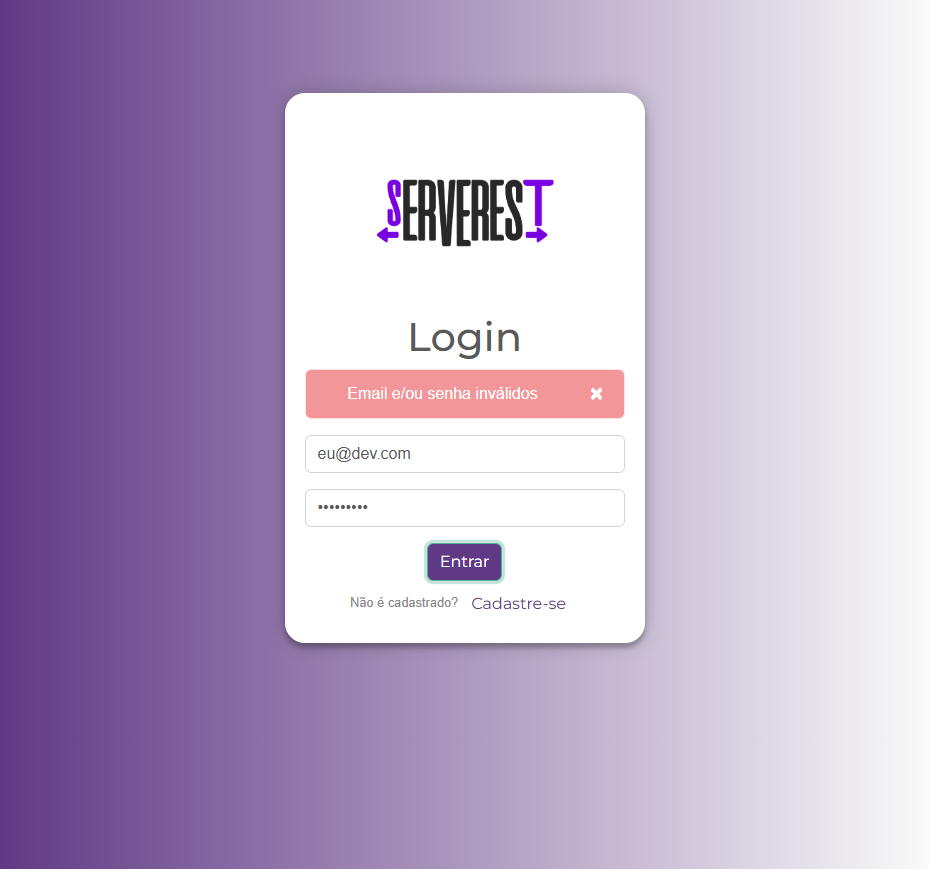 SERVEREST
Login
Email e/ou senha inválidos
eu@dev.com
•••••••••
Entrar
Não é cadastrado? Cadastre-se